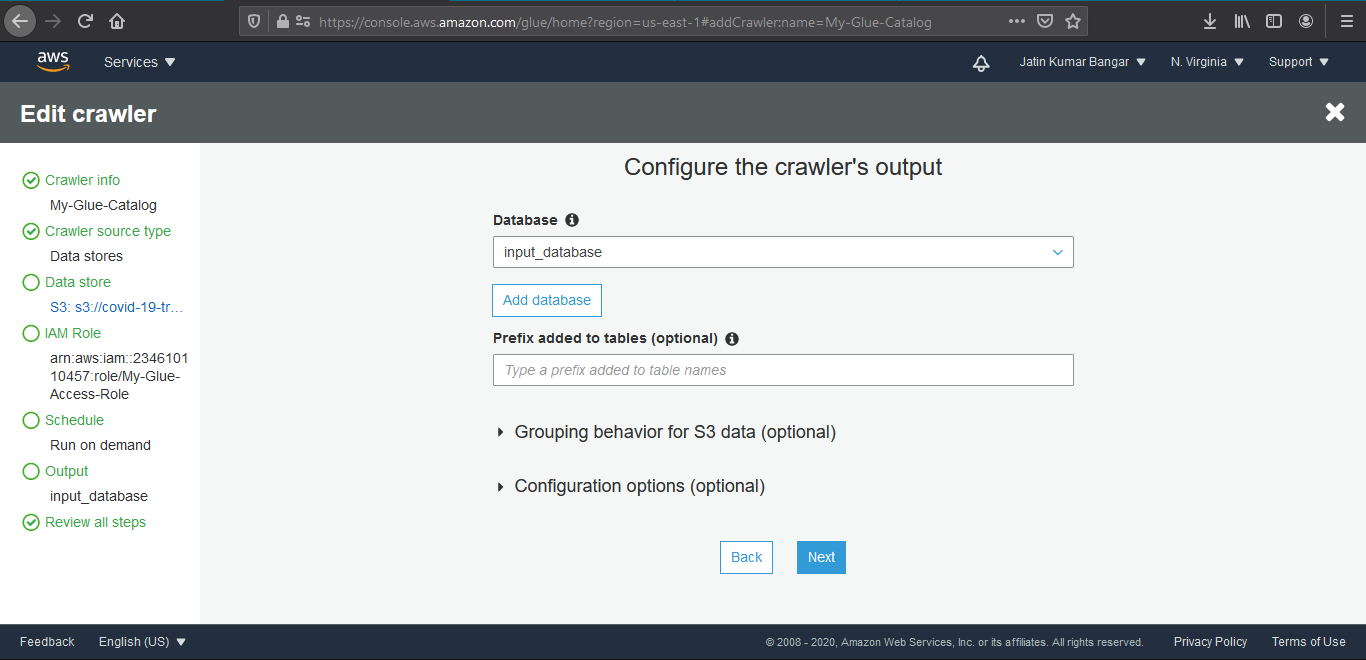 https://console.aws.amazon.com/glue/home?region=us-east-1#addCrawler:name=My-Glue-Catalog
aws
Services
Jatin Kumar Bangar
N. Virginia
Support
Edit crawler
Crawler info
My-Glue-Catalog
Crawler source type
Data stores
Data store
S3: s3://covid-19-tr...
IAM Role
arn:aws:iam::2346101
10457:role/My-Glue-
Access-Role
Schedule
Run on demand
Output
input_database
Review all steps
Configure the crawler's output
Database
input_database
Add database
Prefix added to tables (optional)
Type a prefix added to table names
Grouping behavior for S3 data (optional)
Configuration options (optional)
Back
Next
Feedback
English (US)
© 2008 - 2020, Amazon Web Services, Inc. or its affiliates. All rights reserved.
Privacy Policy
Terms of Use